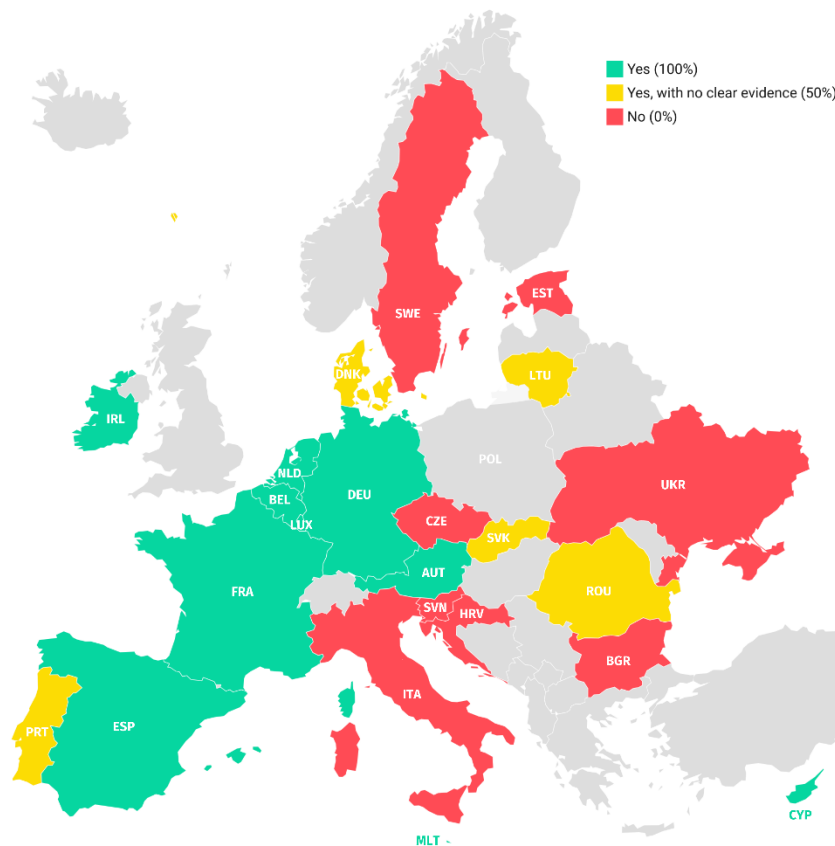 Yes (100%)
Yes, with no clear evidence (50%)
No (0%)
EST
SWE
DNK
LTU
IRL
POL
NLD
DEU
UKR
BEL
LUX
CZE
SVK
AUT
FRA
ROU
SVN
HRV
BGR
ITA
ESP
PRT
CYP
MLT